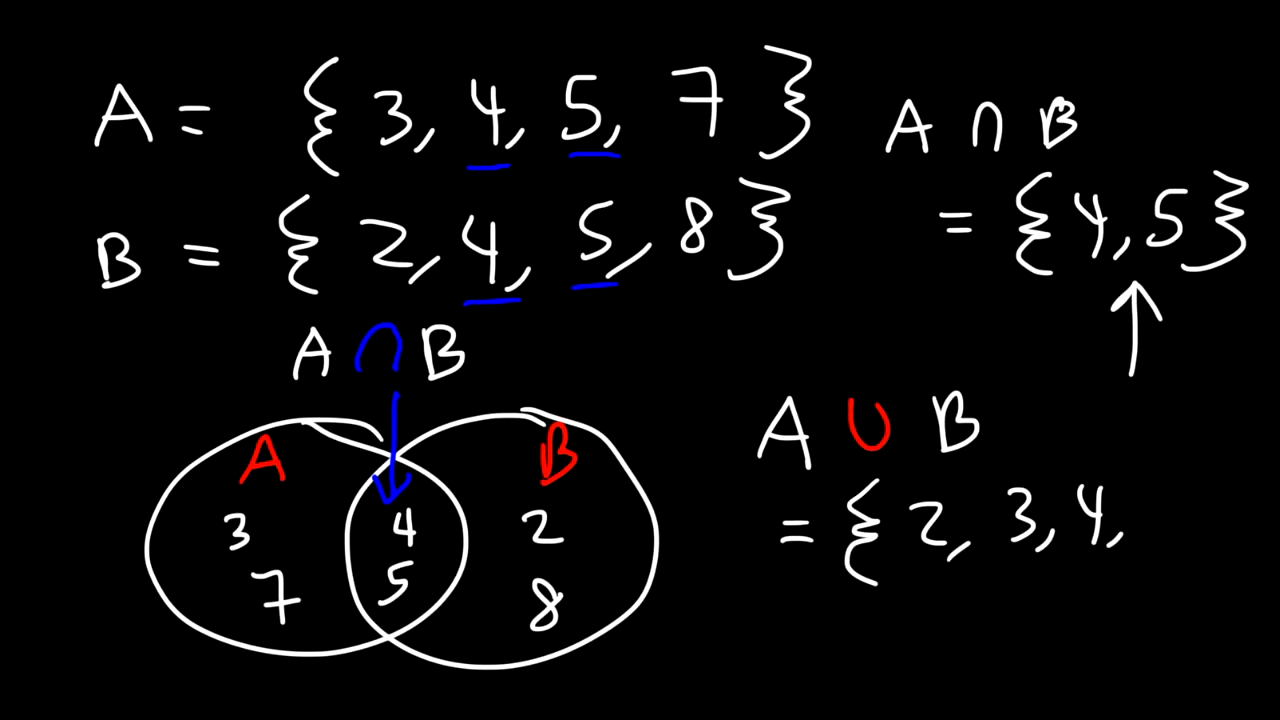 A = { 3, 4, 5, 7 }
B = { 2, 4, 5, 8 }
A ∩ B
= { 4, 5 }
A ∩ B
A B
3 4 2
7 5 8
A ∪ B
= { 2, 3, 4,